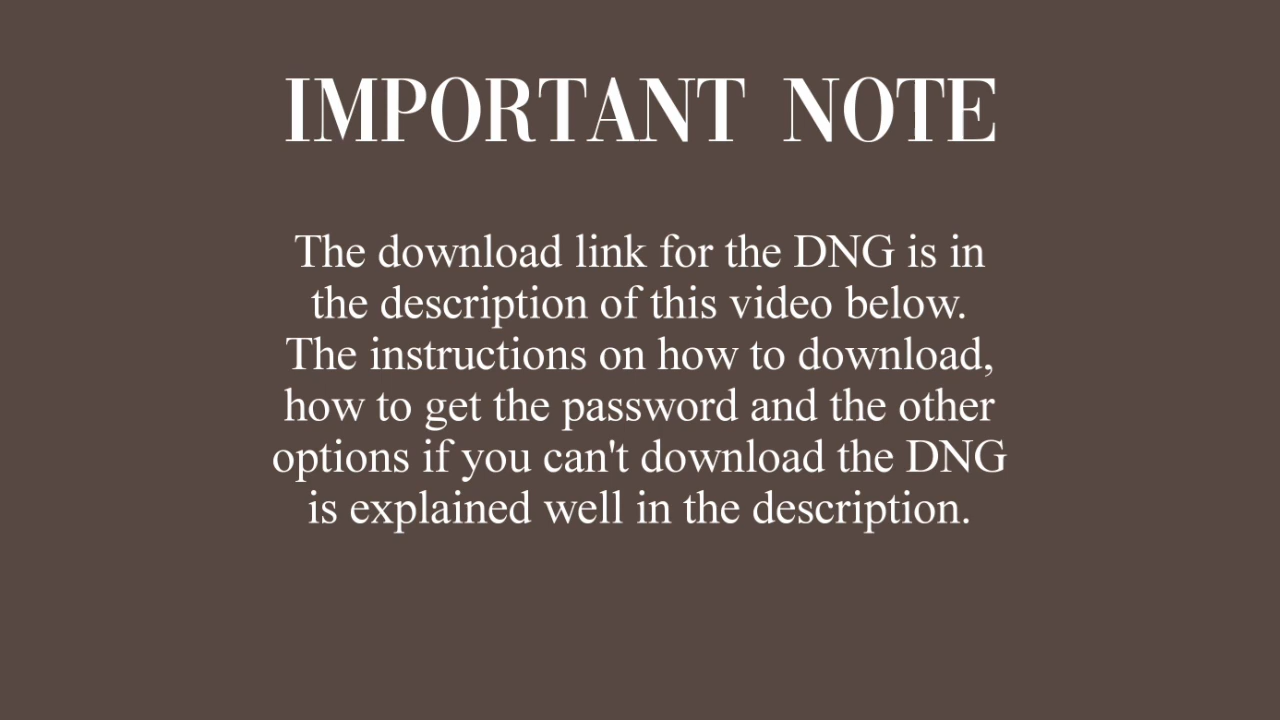 IMPORTANT NOTE
The download link for the DNG is in
the description of this video below.
The instructions on how to download,
how to get the password and the other
options if you can't download the DNG
is explained well in the description.